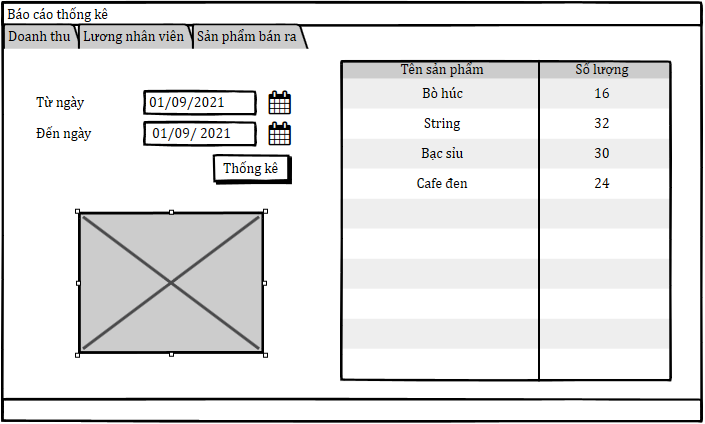 Báo cáo thống kê
Doanh thu Lương nhân viên Sản phẩm bán ra
Từ ngày 01/09/2021
Đến ngày 01/09/ 2021
Thống kê
Tên sản phẩm Số lượng
Bò húc 16
String 32
Bạc sỉu 30
Cafe đen 24